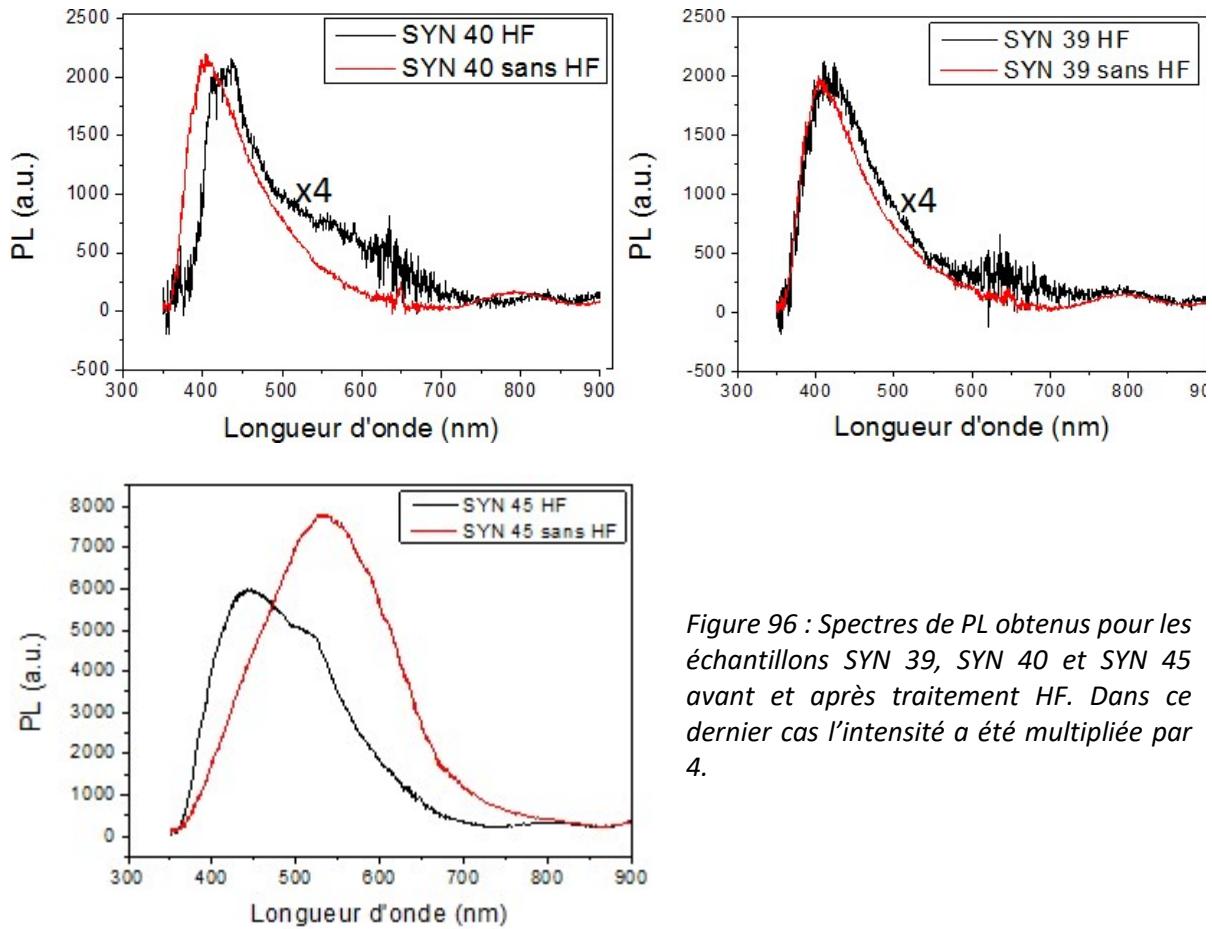 SYN 40 HF
SYN 40 sans HF
x4
PL (a.u.)
2500
2000
1500
1000
500
0
-500
300 400 500 600 700 800 900
Longueur d'onde (nm)
SYN 39 HF
SYN 39 sans HF
x4
PL (a.u.)
2500
2000
1500
1000
500
0
-500
300 400 500 600 700 800 900
Longueur d'onde (nm)
SYN 45 HF
SYN 45 sans HF
PL (a.u.)
8000
7000
6000
5000
4000
3000
2000
1000
0
300 400 500 600 700 800 900
Longueur d'onde (nm)
Figure 96 : Spectres de PL obtenus pour les
échantillons SYN 39, SYN 40 et SYN 45
avant et après traitement HF. Dans ce
dernier cas l'intensité a été multipliée par
4.